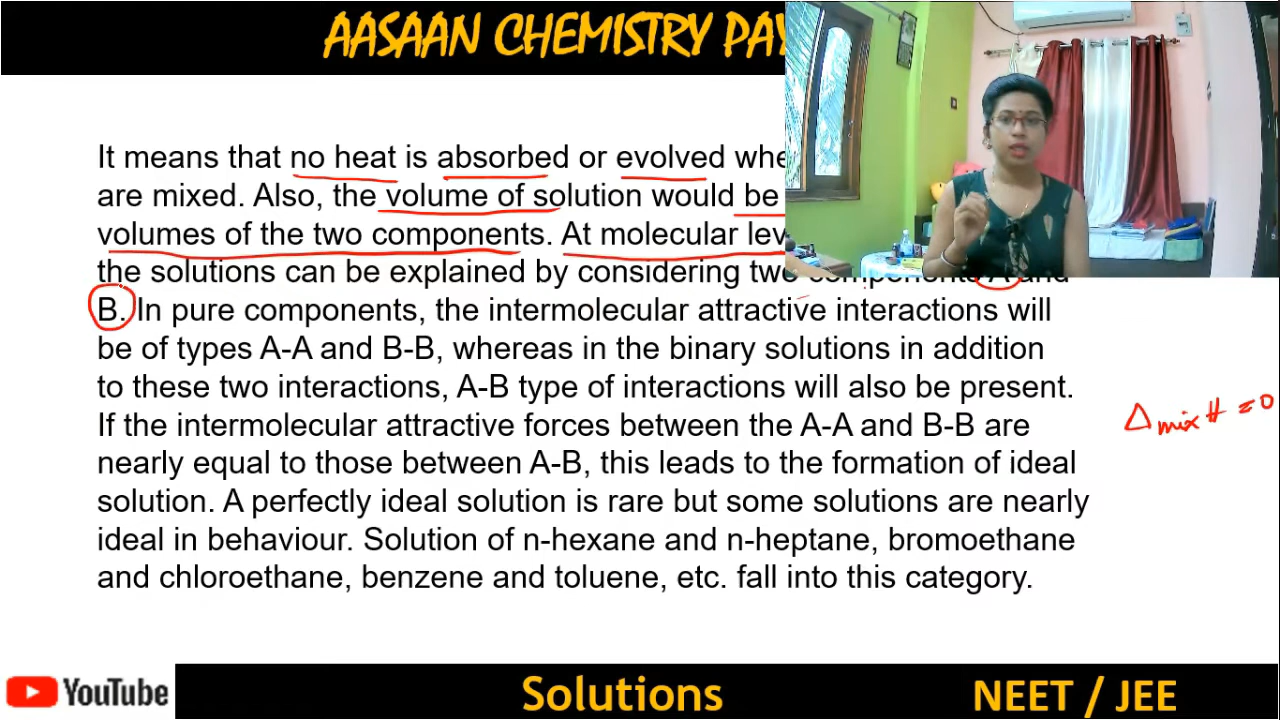 AASAAN CHEMISTRY PAY
It means that no heat is absorbed or evolved whe
are mixed. Also, the volume of solution would be
volumes of the two components. At molecular lev
the solutions can be explained by considering two components A and
B. In pure components, the intermolecular attractive interactions will
be of types A-A and B-B, whereas in the binary solutions in addition
to these two interactions, A-B type of interactions will also be present.
If the intermolecular attractive forces between the A-A and B-B are
nearly equal to those between A-B, this leads to the formation of ideal
solution. A perfectly ideal solution is rare but some solutions are nearly
ideal in behaviour. Solution of n-hexane and n-heptane, bromoethane
and chloroethane, benzene and toluene, etc. fall into this category.
Δmix H = 0
YouTube
Solutions
NEET / JEE